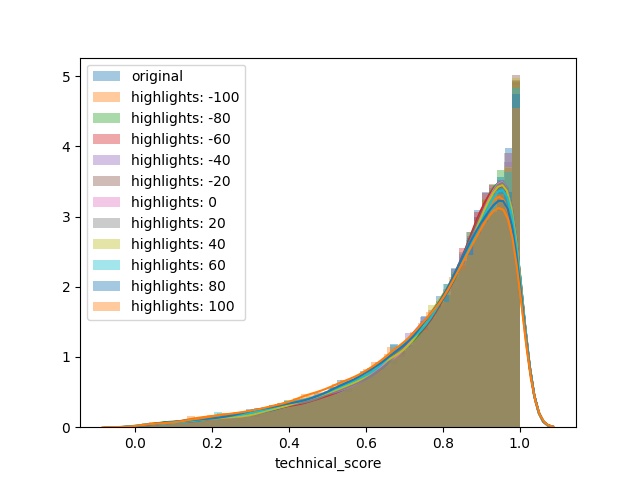 original
highlights: -100
highlights: -80
highlights: -60
highlights: -40
highlights: -20
highlights: 0
highlights: 20
highlights: 40
highlights: 60
highlights: 80
highlights: 100
5
4
3
2
1
0
0.0 0.2 0.4 0.6 0.8 1.0
technical_score